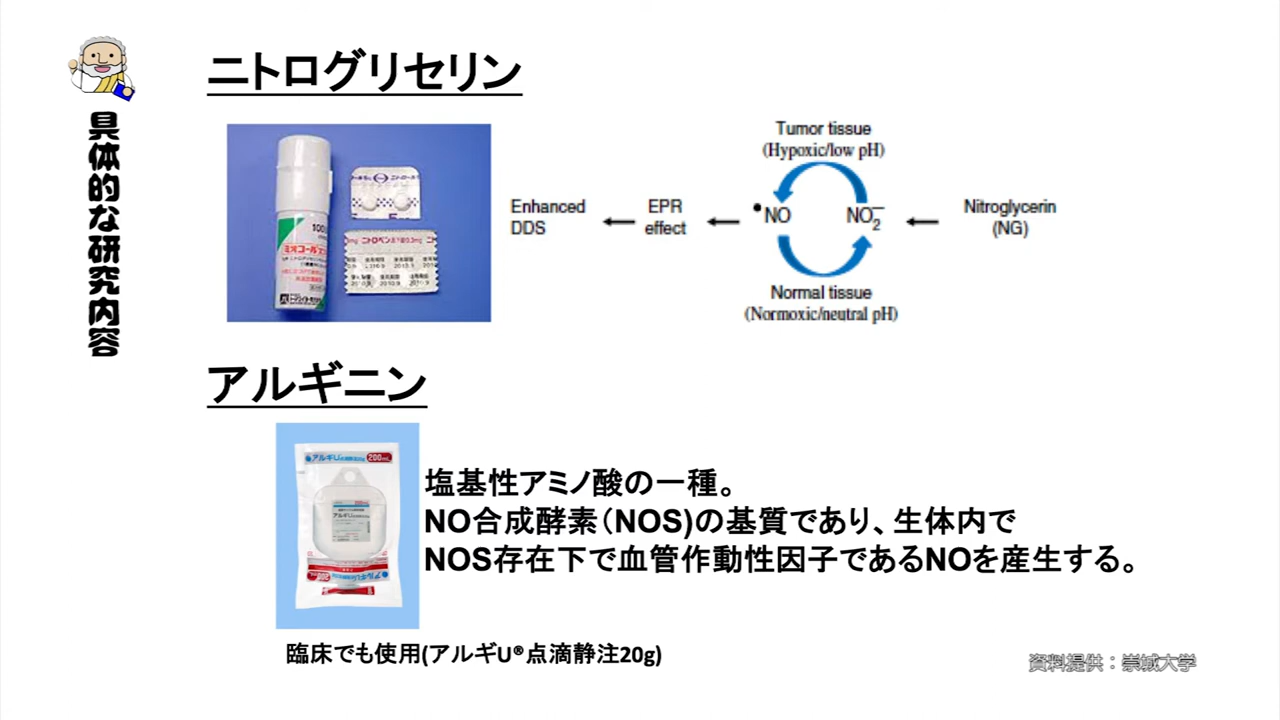 具体的な研究内容
ニトログリセリン
Tumor tissue
(Hypoxic/low pH)
Enhanced
DDS
EPR
effect
•NO
NO₂⁻
Nitroglycerin
(NG)
Normal tissue
(Normoxic/neutral pH)
アルギニン
アルギU
200mL
塩基性アミノ酸の一種。
NO合成酵素(NOS)の基質であり、生体内で
NOS存在下で血管作動性因子であるNOを産生する。
臨床でも使用(アルギU®点滴静注20g)
資料提供：崇城大学